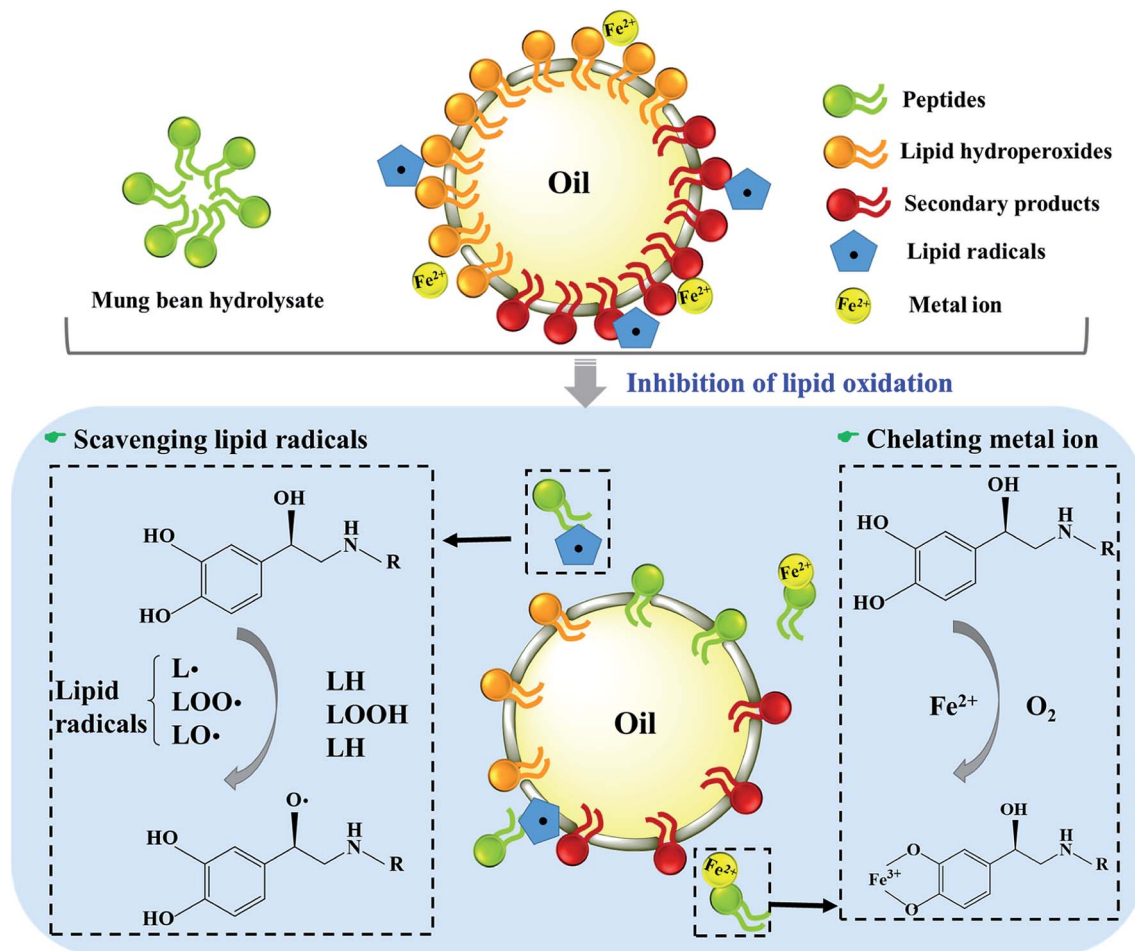 Fe2+
Peptides
Lipid hydroperoxides
Oil
Secondary products
Lipid radicals
Fe2+
Fe2+
Fe2+
Metal ion
Mung bean hydrolysate
Inhibition of lipid oxidation
Scavenging lipid radicals
Chelating metal ion
OH
HO
H
N
R
HO
Fe2+
OH
HO
H
N
R
HO
Lipid
radicals
L•
LOO•
LO•
LH
LOOH
LH
Oil
Fe2+
O2
O•
HO
H
N
R
HO
Fe2+
OH
O
H
N
R
Fe3+
O